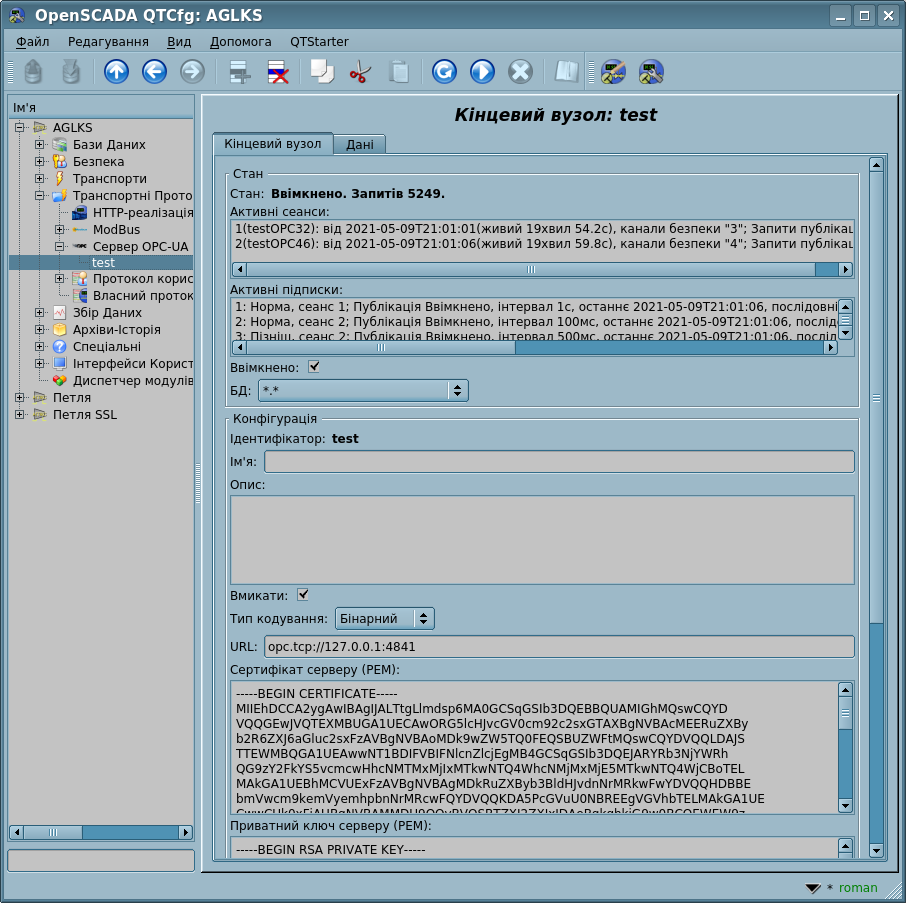 OpenSCADA QTCfg: AGLKS
Файл Редагування Вид Допомога QTStarter
Ім'я
AGLKS
Бази Даних
Безпека
Транспорти
Транспортні Прото
HTTP-реалізація
ModBus
Сервер OPC-UA
test
Протокол корис
Власний проток
Збір Даних
Архіви-Історія
Спеціальні
Інтерфейси Корист
Диспетчер модулів
Петля
Петля SSL
Кінцевий вузол: test
Кінцевий вузол Дані
Стан
Стан: Ввімкнено. Запитів 5249.
Активні сеанси:
1(testOPC32): від 2021-05-09T21:01:01(живий 19хвил 54.2с), канали безпеки "3"; Запити публікац
2(testOPC46): від 2021-05-09T21:01:06(живий 19хвил 59.8с), канали безпеки "4"; Запити публікац
Активні підписки:
1: Норма, сеанс 1; Публікація Ввімкнено, інтервал 1с, останнє 2021-05-09T21:01:06, послідовні
2: Норма, сеанс 2; Публікація Ввімкнено, інтервал 100мс, останнє 2021-05-09T21:01:06, послід
3: Пізніш, сеанс 2; Публікація Ввімкнено, інтервал 500мс, останнє 2021-05-09T21:01:06, послід
Ввімкнено:
БД: *.*
Конфігурація
Ідентифікатор: test
Ім'я:
Опис:
Вмикати:
Тип кодування: Бінарний
URL: opc.tcp://127.0.0.1:4841
Сертифікат серверу (PEM):
-----BEGIN CERTIFICATE-----
MIIEhDCCA2ygAwIBAgIJALTtgLlmdsp6MA0GCSqGSIb3DQEBBQUAMIGhMQswCQYD
VQQGEwJVQTEXMBUGA1UECAwORG5lcHJvcGV0cm92c2sxGTAXBgNVBAcMEERuZXBy
b2R6ZXJ6aGluc2sxFzAVBgNVBAoMDk9wZW5TQ0FEQSBUZWFtMQswCQYDVQQLDAJS
TTEWMBQGA1UEAwwNT1BDIFVBIFNlcnZlcjEgMB4GCSqGSIb3DQEJARYRb3NjYWRh
QG9zY2FkYS5vcmcwHhcNMTMxMjIxMTkwNTQ4WhcNMjMxMjE5MTkwNTQ4WjCBoTEL
MAkGA1UEBhMCVUExFzAVBgNVBAgMDkRuZXByb3BldHJvdnNrMRkwFwYDVQQHDBBE
bmVwcm9kemVyemhpbnNrMRcwFQYDVQQKDA5PcGVuU0NBREEgVGVhbTELMAkGA1UE
Приватний ключ серверу (PEM):
-----BEGIN RSA PRIVATE KEY-----
* roman